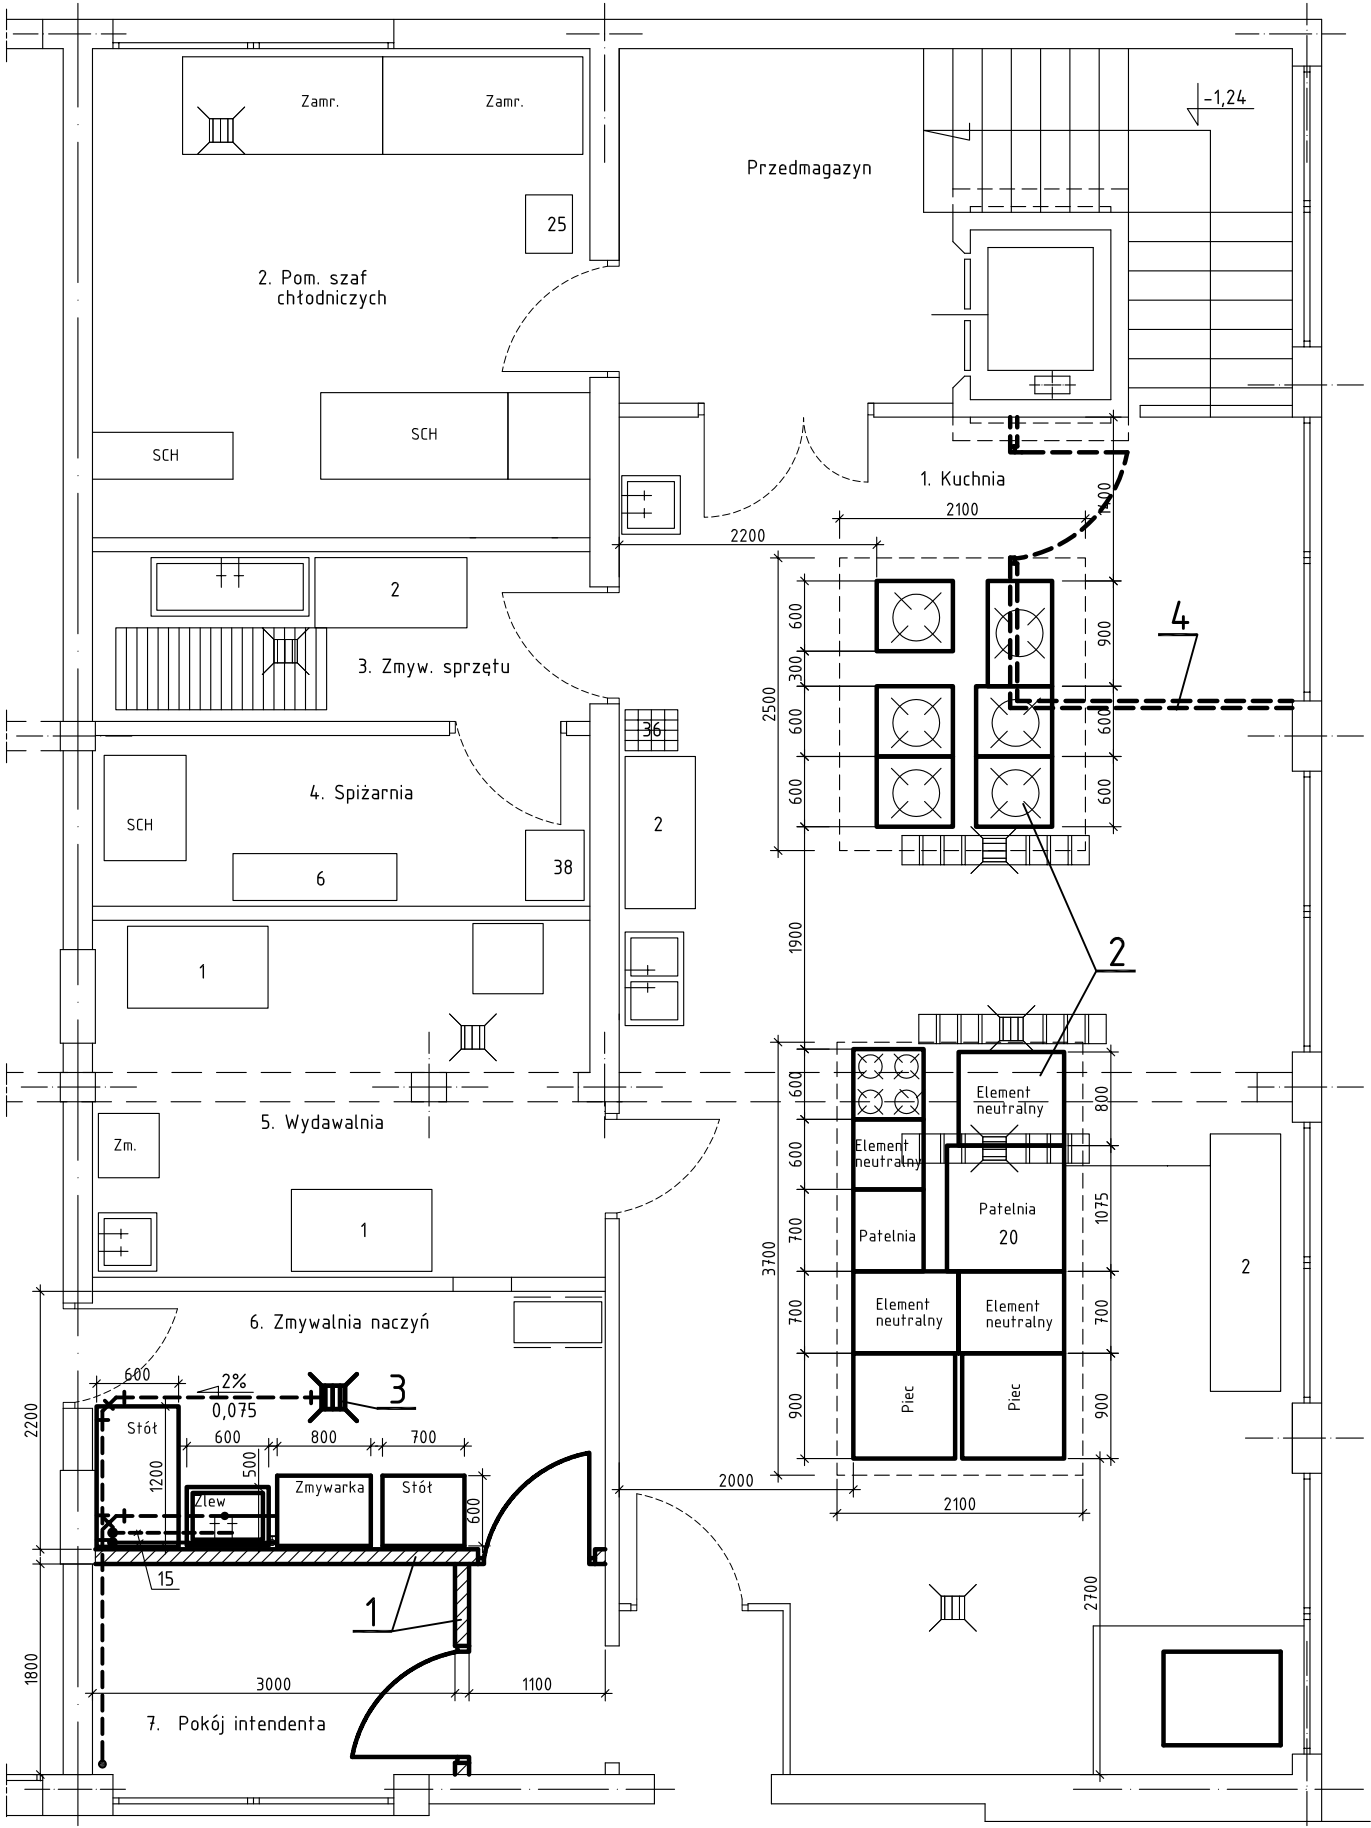 Zamr.
Zamr.
-1,24
Przedmagazyn
25
2. Pom. szaf
chłodniczych
SCH
SCH
1. Kuchnia
1400
2100
2200
2
600
900
4
3. Zmyw. sprzętu
300
2500
600
600
36
4. Spiżarnia
600
600
SCH
2
38
6
1900
2
1
600
Element
neutralny
800
5. Wydawalnia
Zm.
Element
neutralny
600
1
Patelnia
20
1075
Patelnia
700
3700
2
6. Zmywalnia naczyń
Element
neutralny
Element
neutralny
700
700
600
2%
0,075
3
Piec
Piec
900
900
2200
Stół
600
800
700
1200
500
Zlew
Zmywarka
Stół
600
2000
2100
15
1
2700
1800
3000
1100
7. Pokój intendenta